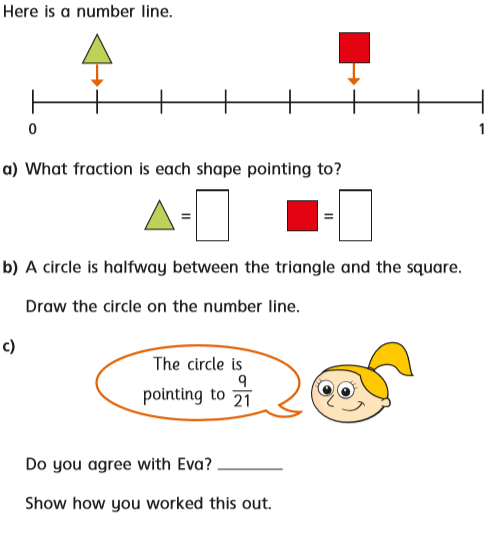 Here is a number line.
0 1
a) What fraction is each shape pointing to?
= =
b) A circle is halfway between the triangle and the square.
Draw the circle on the number line.
c)
The circle is
pointing to 9/21
Do you agree with Eva? ________
Show how you worked this out.